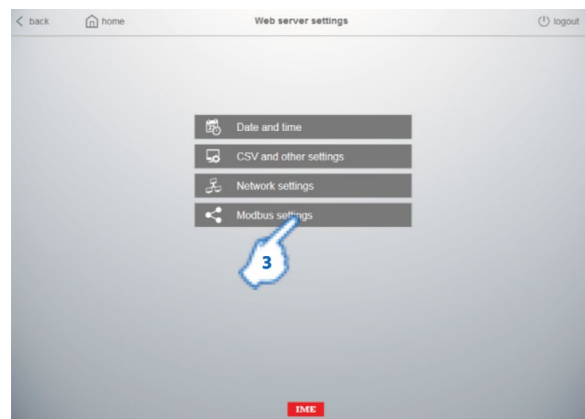 back home Web server settings logout
Date and time
CSV and other settings
Network settings
Modbus settings
3
IME